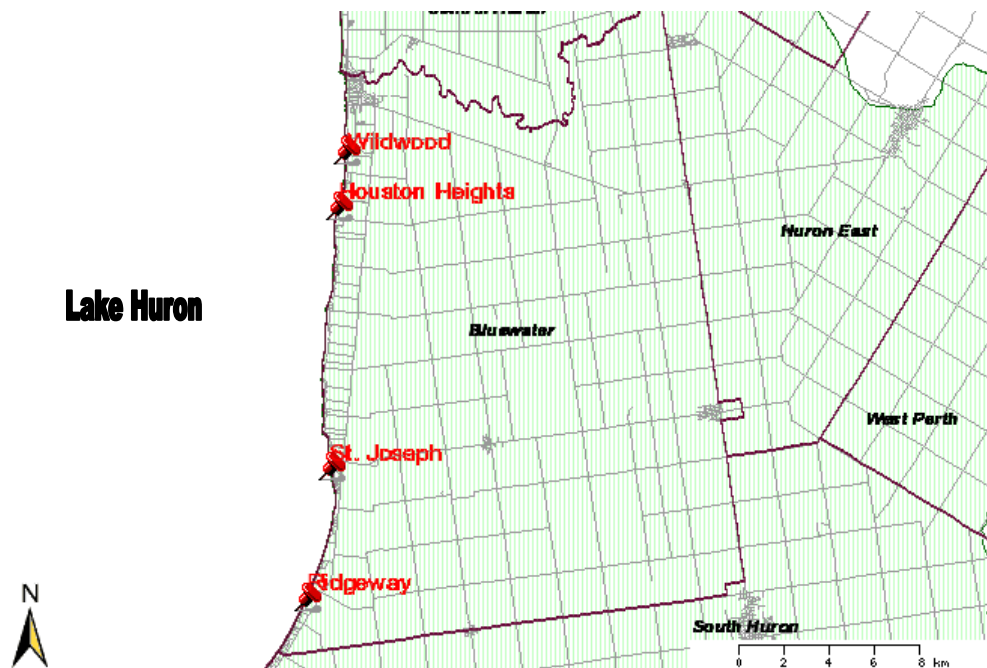 Wildwood
Houston Heights
Huron East
Lake Huron
Bluewater
West Perth
St. Joseph
Ridgeway
N
South Huron
0 2 4 6 8 km